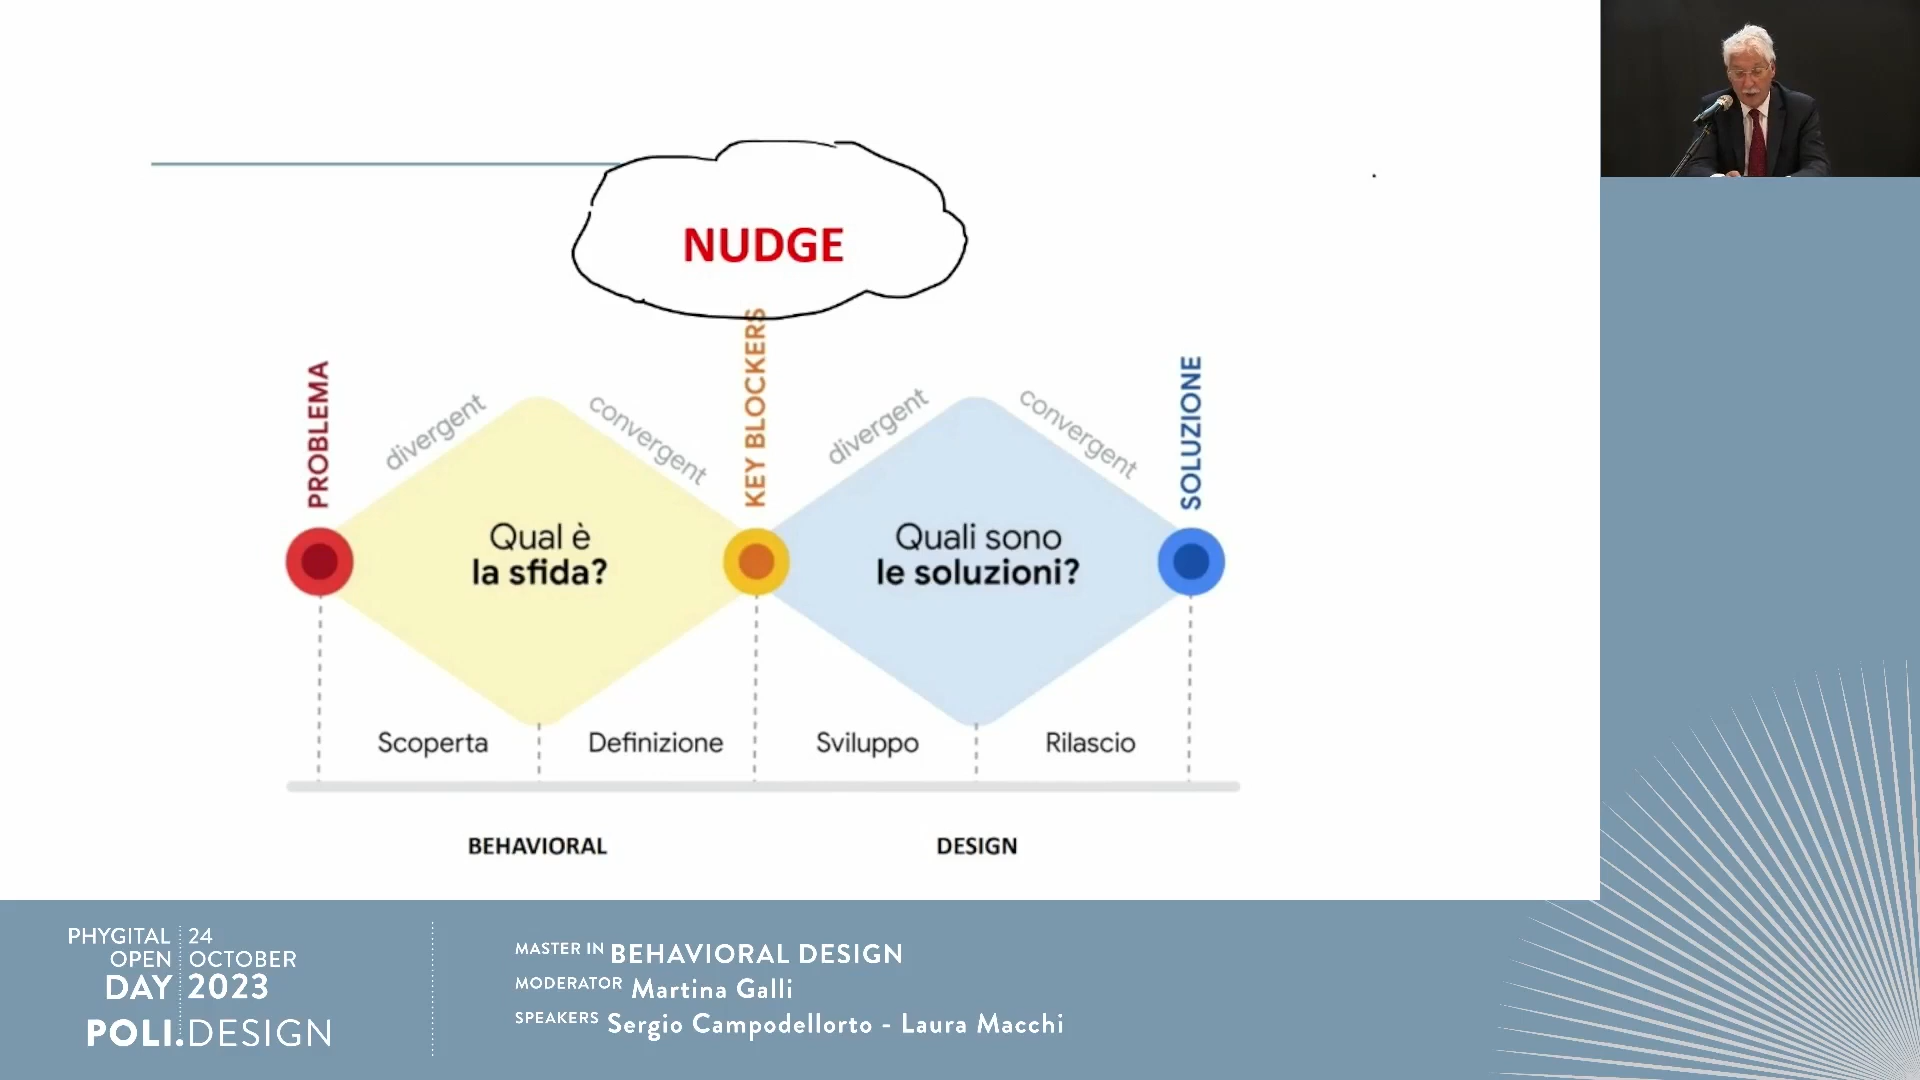 NUDGE
PROBLEMA
divergent
convergent
KEY BLOCKERS
divergent
convergent
SOLUZIONE
Qual è
la sfida?
Quali sono
le soluzioni?
Scoperta
Definizione
Sviluppo
Rilascio
BEHAVIORAL
DESIGN
PHYGITAL 24
OPEN OCTOBER
DAY 2023
POLI.DESIGN
MASTER IN BEHAVIORAL DESIGN
MODERATOR Martina Galli
SPEAKERS Sergio Campodellorto - Laura Macchi